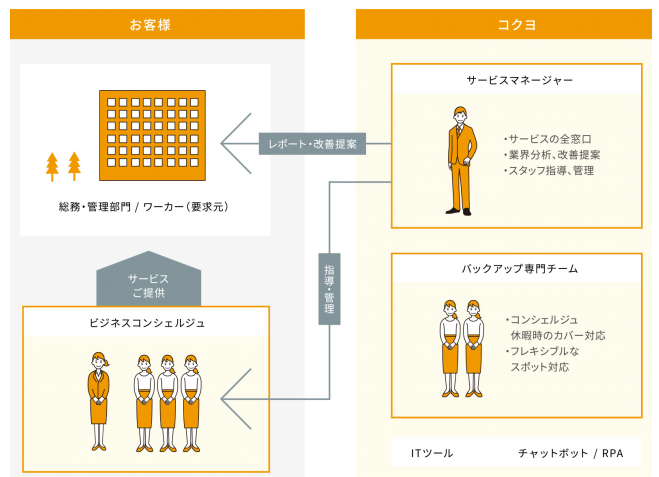 お客様
総務・管理部門 / ワーカー（要求元）
サービス
ご提供
ビジネスコンシェルジュ
レポート・改善提案
指導・管理
コクヨ
サービスマネージャー
・サービスの全窓口
・業界分析、改善提案
・スタッフ指導、管理
バックアップ専門チーム
・コンシェルジュ
休暇時のカバー対応
・フレキシブルな
スポット対応
ITツール
チャットボット / RPA